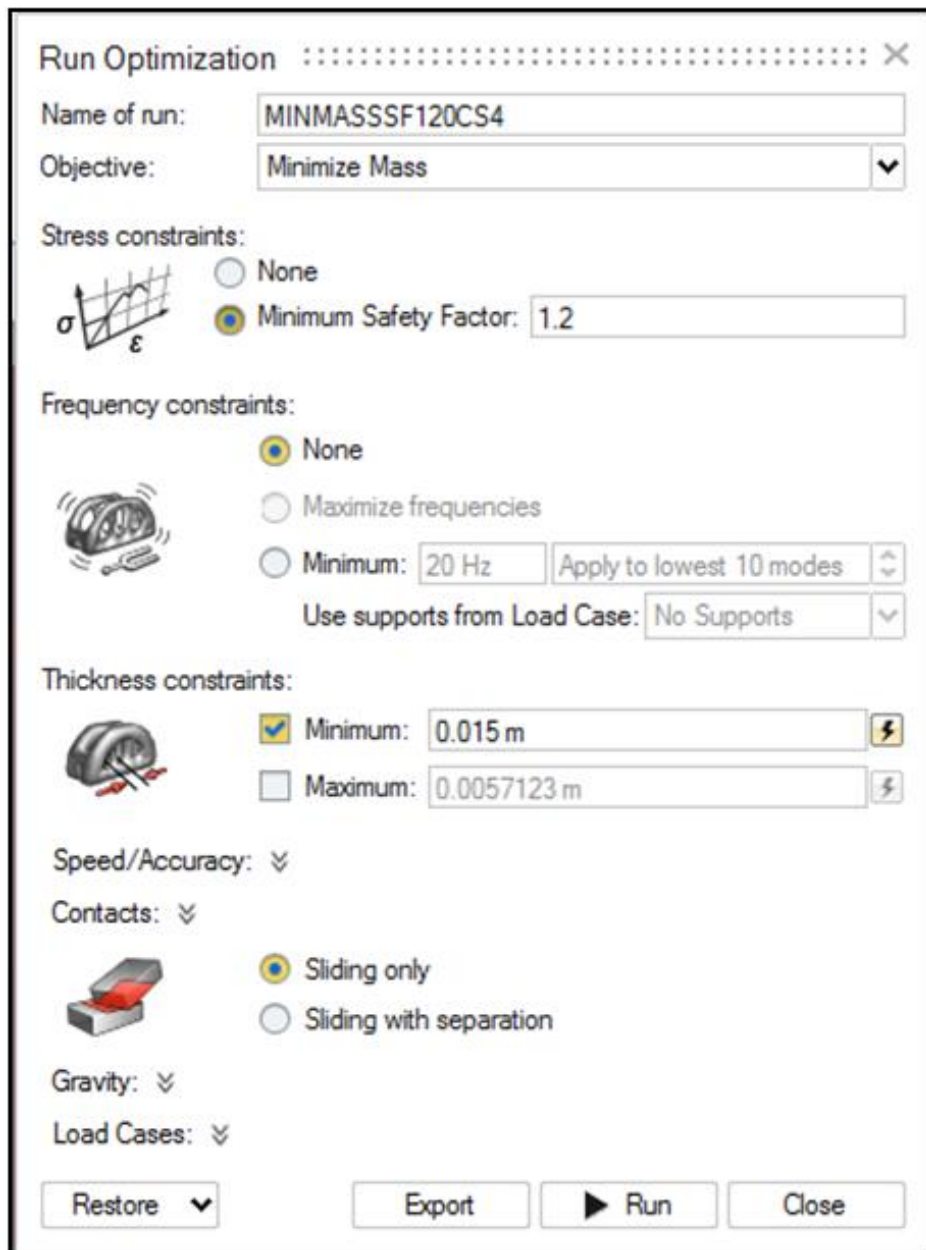 Run Optimization
Name of run: MINMASSSF120CS4
Objective: Minimize Mass
Stress constraints:
None
Minimum Safety Factor: 1.2
σ
ε
Frequency constraints:
None
Maximize frequencies
Minimum: 20 Hz Apply to lowest 10 modes
Use supports from Load Case: No Supports
Thickness constraints:
Minimum: 0.015 m
Maximum: 0.0057123 m
Speed/Accuracy:
Contacts:
Sliding only
Sliding with separation
Gravity:
Load Cases:
Restore Export Run Close